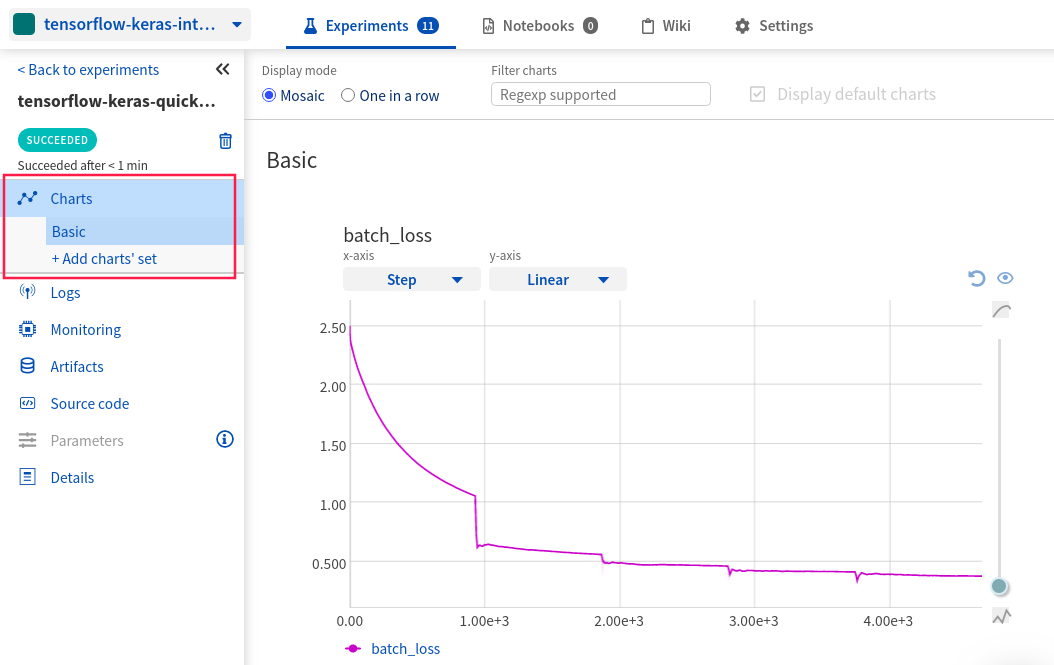 tensorflow-keras-int...
Experiments 11
Notebooks 0
Wiki
Settings
< Back to experiments
tensorflow-keras-quick...
SUCCEEDED
Succeeded after < 1 min
Charts
Basic
+ Add charts' set
Logs
Monitoring
Artifacts
Source code
Parameters
Details
Display mode
Mosaic
One in a row
Filter charts
Regexp supported
Display default charts
Basic
batch_loss
x-axis
Step
y-axis
Linear
2.50
2.00
1.50
1.00
0.500
0.00
1.00e+3
2.00e+3
3.00e+3
4.00e+3
batch_loss